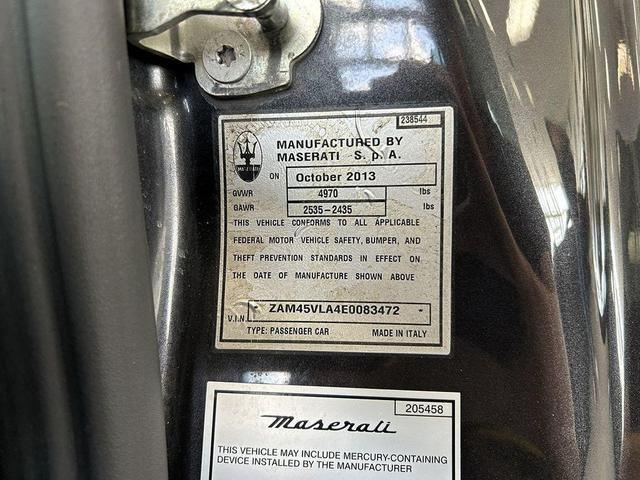 238544
MASERATI
MANUFACTURED BY
MASERATI S.p.A.
ON October 2013
GVWR 4970 lbs
GAWR 2535-2435 lbs
THIS VEHICLE CONFORMS TO ALL APPLICABLE
FEDERAL MOTOR VEHICLE SAFETY, BUMPER, AND
THEFT PREVENTION STANDARDS IN EFFECT ON
THE DATE OF MANUFACTURE SHOWN ABOVE
V.I.N. ZAM45VLA4E0083472 -
TYPE: PASSENGER CAR MADE IN ITALY
205458
Maserati
THIS VEHICLE MAY INCLUDE MERCURY-CONTAINING
DEVICE INSTALLED BY THE MANUFACTURER